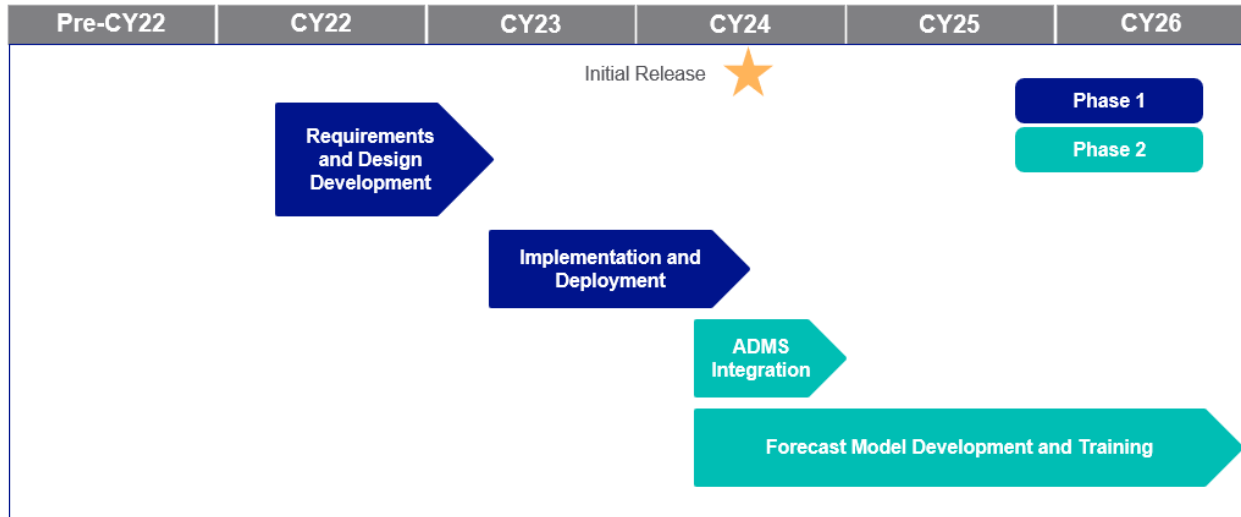 Pre-CY22 CY22 CY23 CY24 CY25 CY26
Initial Release
Phase 1
Phase 2
Requirements
and Design
Development
Implementation and
Deployment
ADMS
Integration
Forecast Model Development and Training